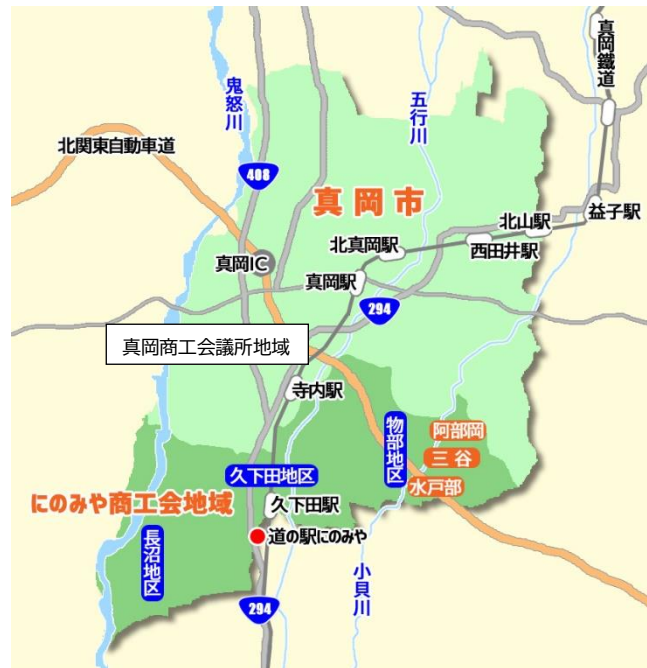 真岡鐵道
鬼怒川
五行川
北関東自動車道
408
真岡市
北山駅
益子駅
北真岡駅
西田井駅
真岡IC
真岡駅
294
真岡商工会議所地域
寺内駅
物部地区
阿部岡
三谷
久下田地区
水戸部
にのみや商工会地域
久下田駅
道の駅にのみや
長沼地区
小貝川
294